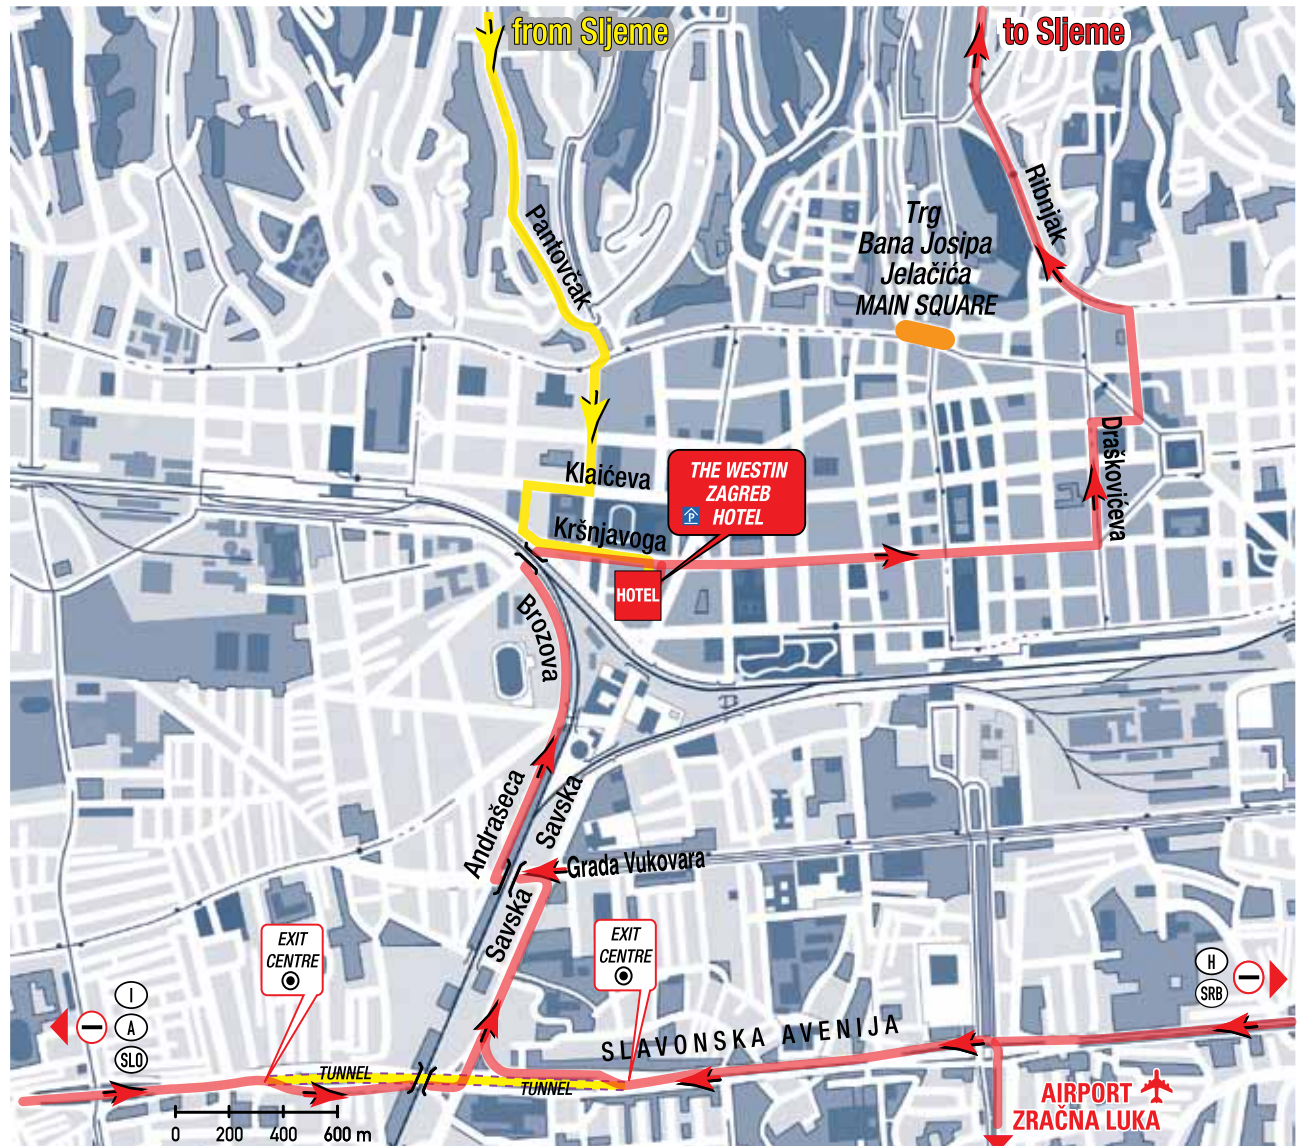 from Sljeme
to Sljeme
Ribnjak
Trg
Bana Josipa
Jelačića
MAIN SQUARE
Pantovčak
Draškovićeva
Klaićeva
THE WESTIN
ZAGREB
P HOTEL
Kršnjavoga
HOTEL
Brozova
Andrašeca
Savska
Grada Vukovara
Savska
EXIT
CENTRE
EXIT
CENTRE
H
SRB
I
A
SLO
SLAVONSKA AVENIJA
TUNNEL
TUNNEL
AIRPORT
ZRAČNA LUKA
0 200 400 600 m